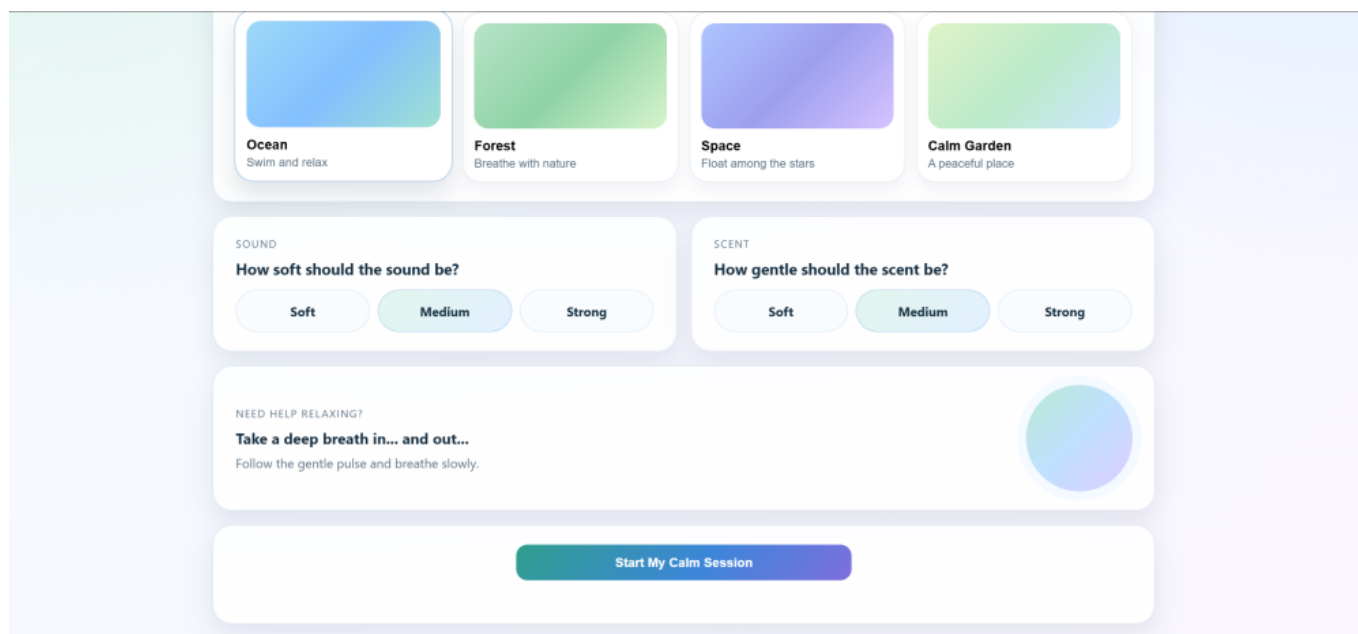 Ocean
Swim and relax
Forest
Breathe with nature
Space
Float among the stars
Calm Garden
A peaceful place
SOUND
How soft should the sound be?
Soft
Medium
Strong
SCENT
How gentle should the scent be?
Soft
Medium
Strong
NEED HELP RELAXING?
Take a deep breath in... and out...
Follow the gentle pulse and breathe slowly.
Start My Calm Session